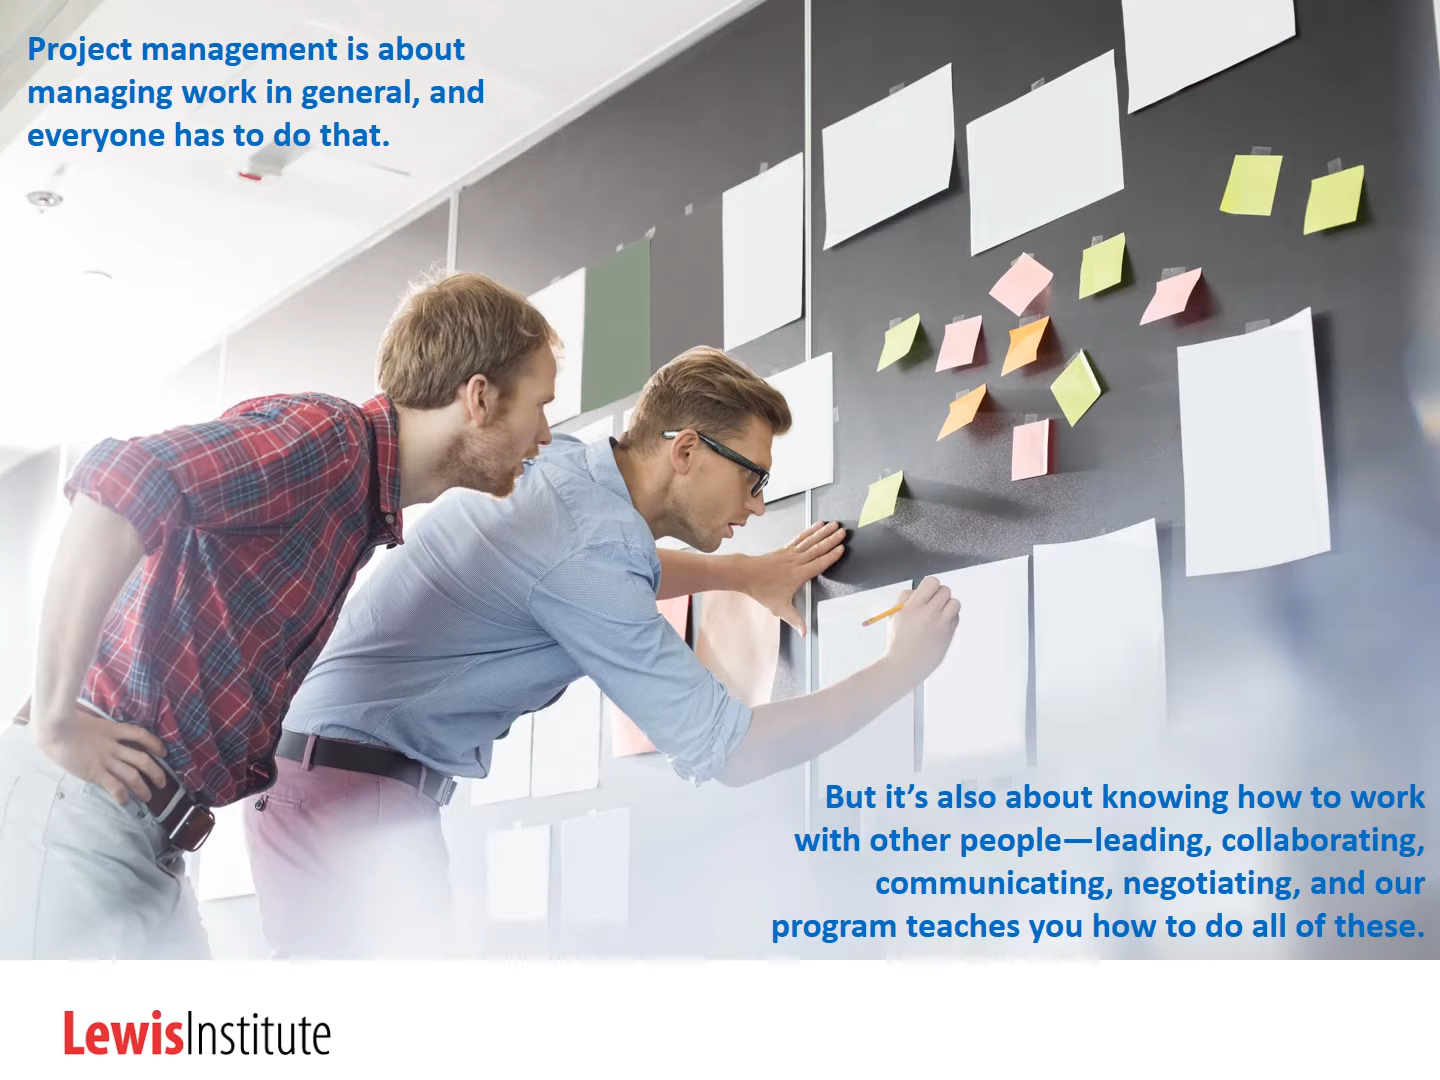 Project management is about
managing work in general, and
everyone has to do that.
But it’s also about knowing how to work
with other people—leading, collaborating,
communicating, negotiating, and our
program teaches you how to do all of these.
LewisInstitute